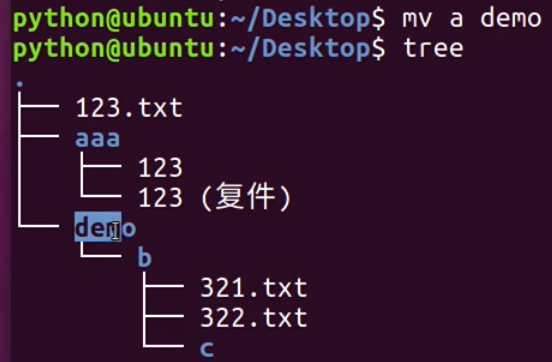 python@ubuntu:~/Desktop$ mv a demo
python@ubuntu:~/Desktop$ tree
.
├── 123.txt
├── aaa
│   ├── 123
│   └── 123 (复件)
└── demo
    └── b
        ├── 321.txt
        ├── 322.txt
        └── c